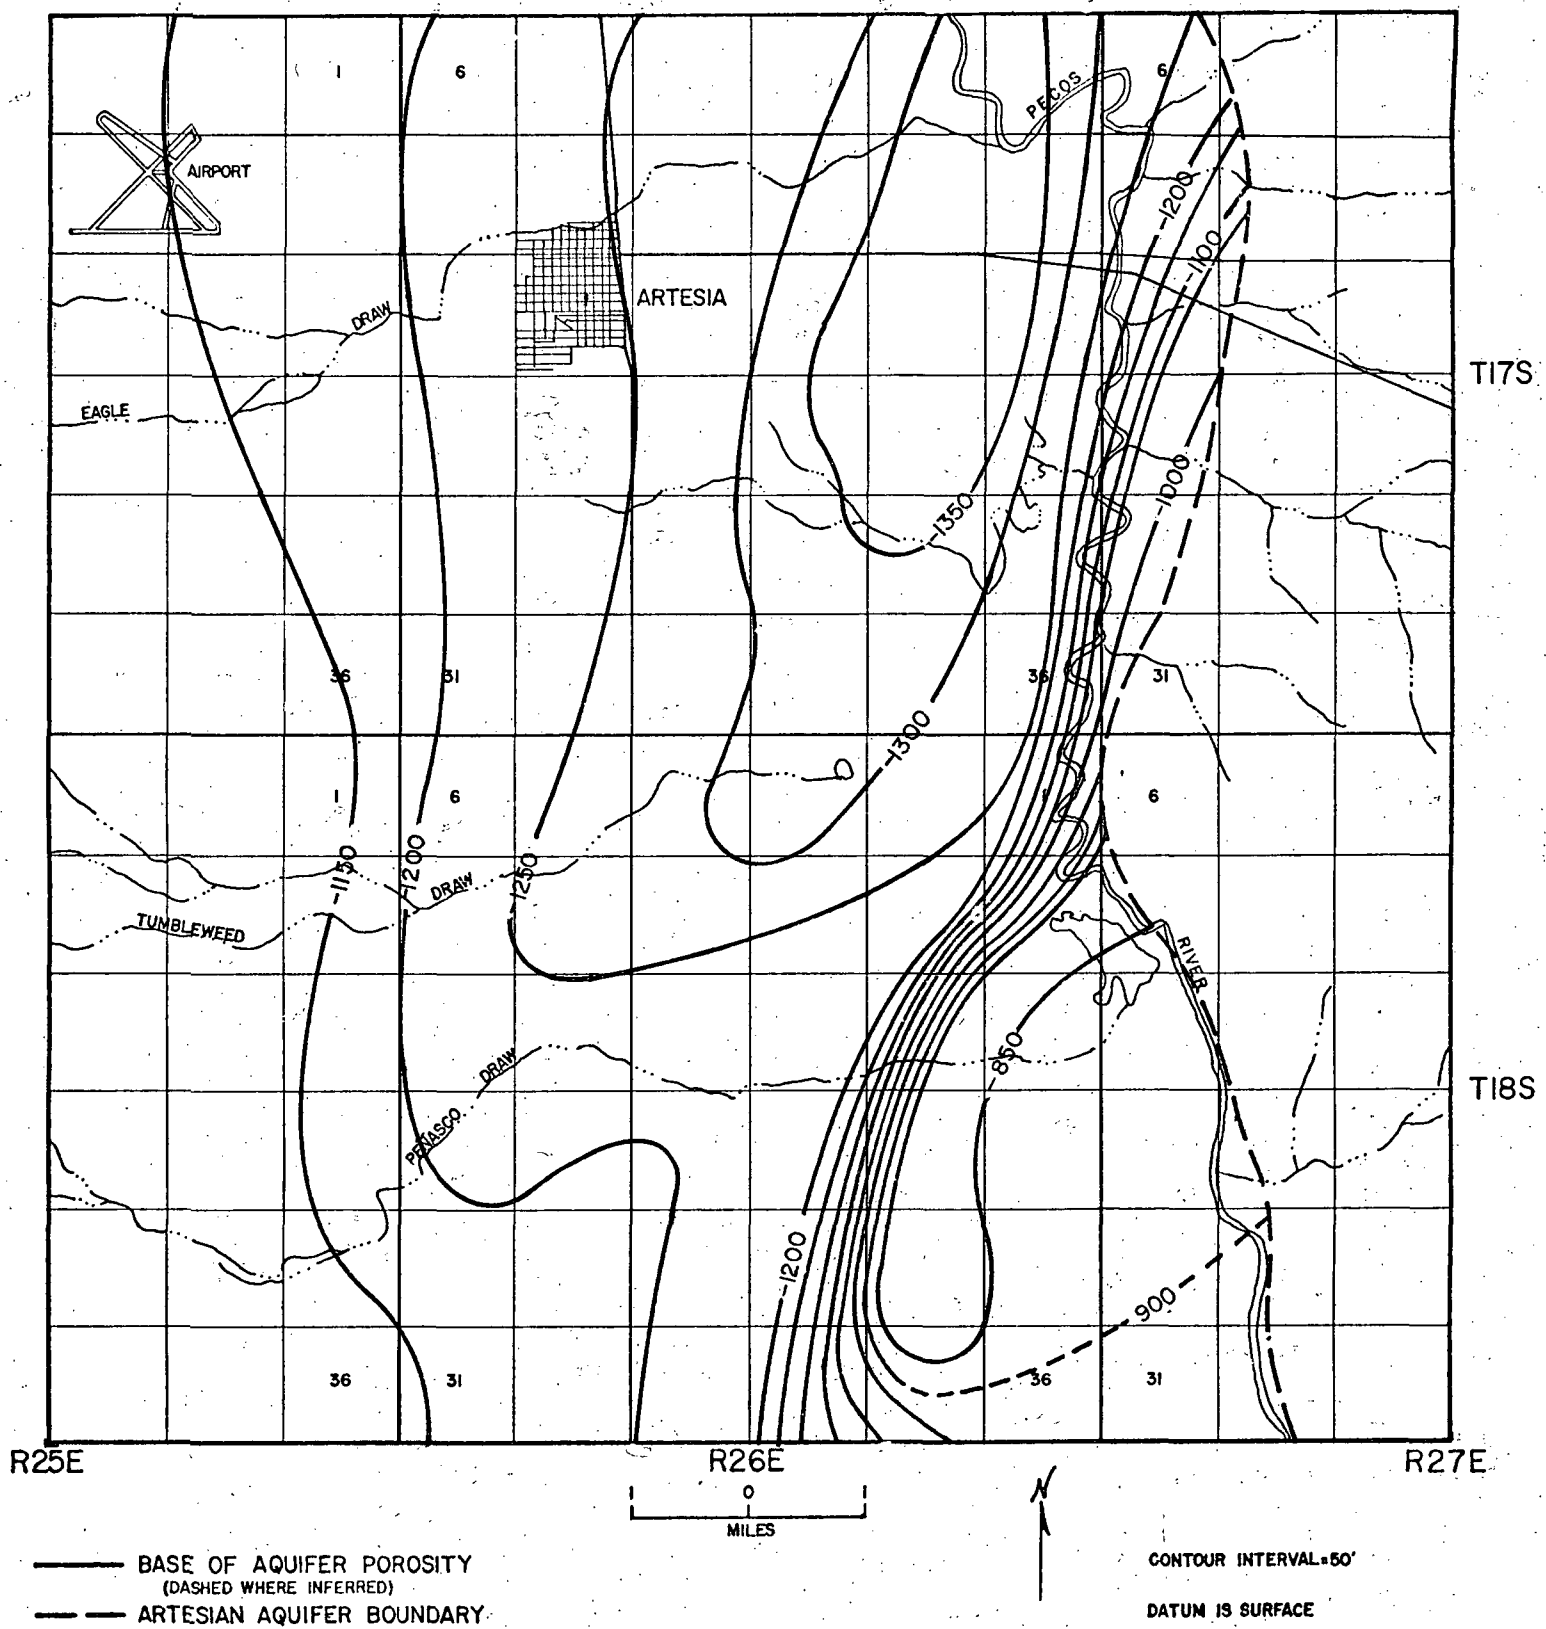 1
6
6
PECOS
AIRPORT
-1200
-1100
ARTESIA
DRAW
T17S
EAGLE
-1000
-1350
36
31
36
31
-1300
1
6
1
6
-1150
-1200
-1250
DRAW
TUMBLEWEED
RIVER
-850
DRAW
T18S
PENASCO
-1200
900
36
31
36
31
R25E
R26E
R27E
1 0 1
MILES
N
BASE OF AQUIFER POROSITY
(DASHED WHERE INFERRED)
ARTESIAN AQUIFER BOUNDARY
CONTOUR INTERVAL=50'
DATUM IS SURFACE